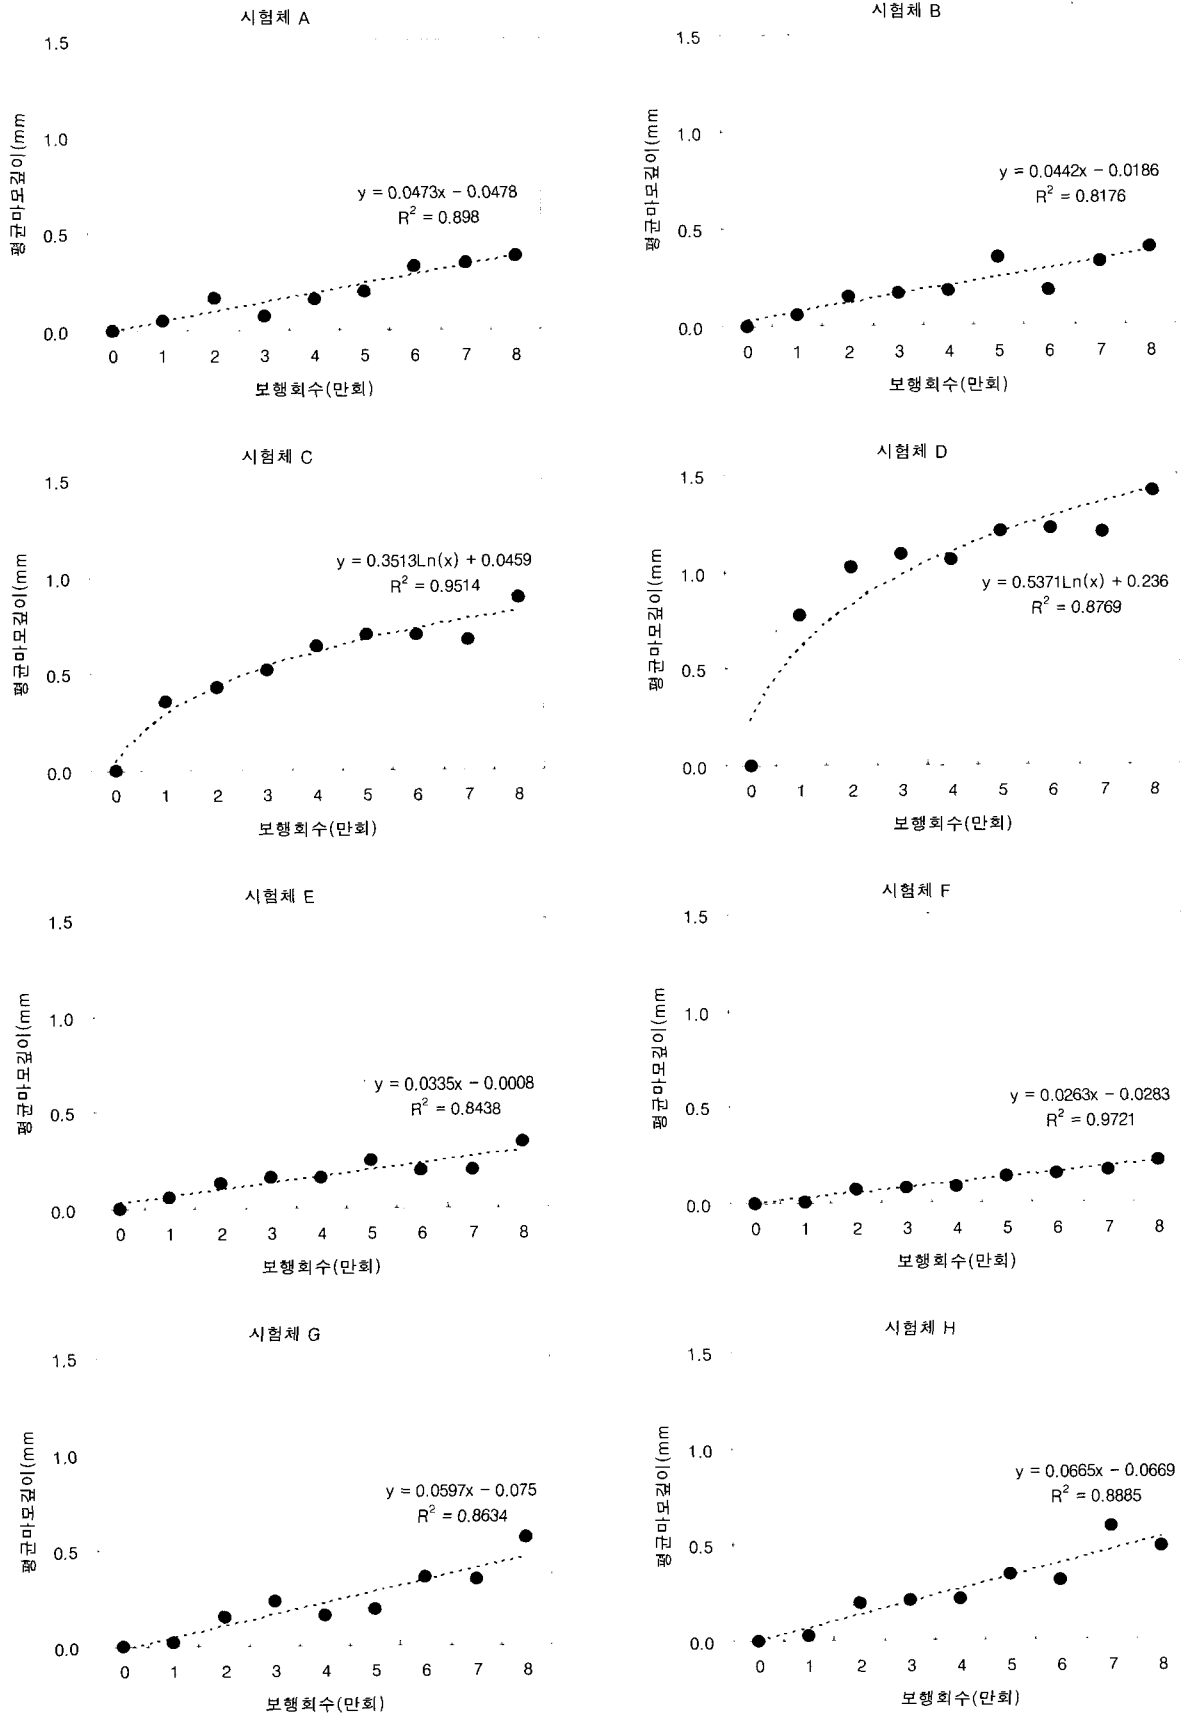 시험체 A
1.5
1.0
0.5
0.0
평균마모깊이(mm
y = 0.0473x − 0.0478
R² = 0.898
0 1 2 3 4 5 6 7 8
보행회수(만회)
시험체 B
1.5
1.0
0.5
0.0
평균마모깊이(mm
y = 0.0442x − 0.0186
R² = 0.8176
0 1 2 3 4 5 6 7 8
보행회수(만회)
시험체 C
1.5
1.0
0.5
0.0
평균마모깊이(mm
y = 0.3513Ln(x) + 0.0459
R² = 0.9514
0 1 2 3 4 5 6 7 8
보행회수(만회)
시험체 D
1.5
1.0
0.5
0.0
평균마모깊이(mm
y = 0.5371Ln(x) + 0.236
R² = 0.8769
0 1 2 3 4 5 6 7 8
보행회수(만회)
시험체 E
1.5
1.0
0.5
0.0
평균마모깊이(mm
y = 0.0335x − 0.0008
R² = 0.8438
0 1 2 3 4 5 6 7 8
보행회수(만회)
시험체 F
1.5
1.0
0.5
0.0
평균마모깊이(mm
y = 0.0263x − 0.0283
R² = 0.9721
0 1 2 3 4 5 6 7 8
보행회수(만회)
시험체 G
1.5
1.0
0.5
0.0
평균마모깊이(mm
y = 0.0597x − 0.075
R² = 0.8634
0 1 2 3 4 5 6 7 8
보행회수(만회)
시험체 H
1.5
1.0
0.5
0.0
평균마모깊이(mm
y = 0.0665x − 0.0669
R² = 0.8885
0 1 2 3 4 5 6 7 8
보행회수(만회)